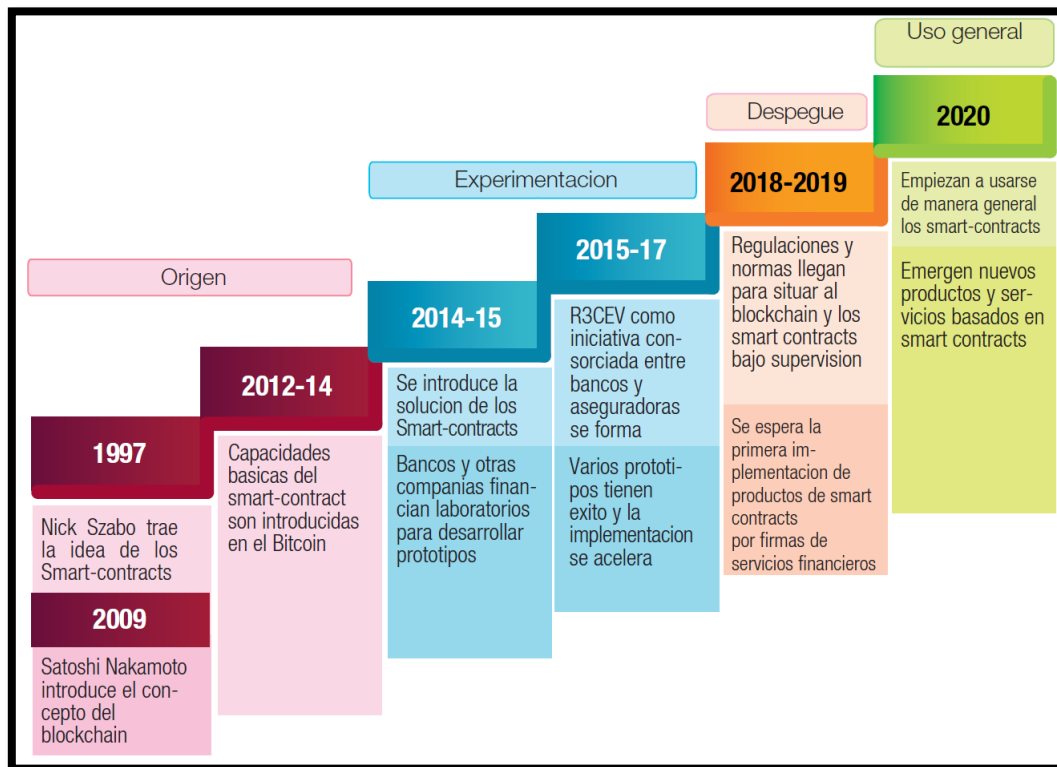 Origen
1997
Nick Szabo trae
la idea de los
Smart-contracts
2009
Satoshi Nakamoto
introduce el con-
cepto del
blockchain
2012-14
Capacidades
basicas del
smart-contract
son introducidas
en el Bitcoin
Experimentacion
2014-15
Se introduce la
solucion de los
Smart-contracts
Bancos y otras
companias finan-
cian laboratorios
para desarrollar
prototipos
2015-17
R3CEV como
iniciativa con-
sorciada entre
bancos y
aseguradoras
se forma
Varios prototi-
pos tienen
exito y la
implementacion
se acelera
Despegue
2018-2019
Regulaciones y
normas llegan
para situar al
blockchain y los
smart contracts
bajo supervision
Se espera la
primera im-
plementacion de
productos de smart
contracts
por firmas de
servicios financieros
Uso general
2020
Empiezan a usarse
de manera general
los smart-contracts
Emergen nuevos
productos y ser-
vicios basados en
smart contracts